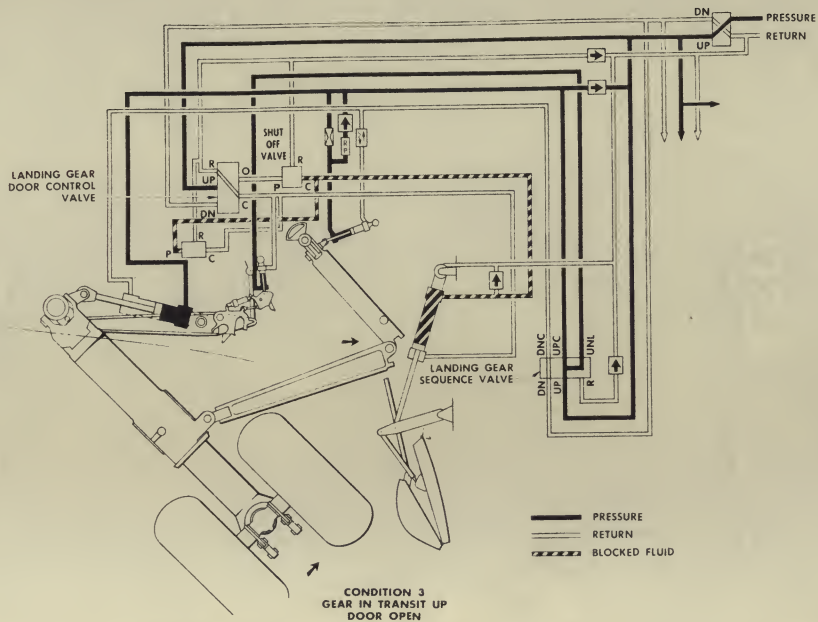 DN
PRESSURE
RETURN
UP
SHUT
OFF
VALVE
R
R
UP
O
R
P
LANDING GEAR
DOOR CONTROL
VALVE
C
P
C
DN
R
P
C
DNC
UPC
UNL
LANDING GEAR
SEQUENCE VALVE
DN
UP
R
PRESSURE
RETURN
BLOCKED FLUID
CONDITION 3
GEAR IN TRANSIT UP
DOOR OPEN